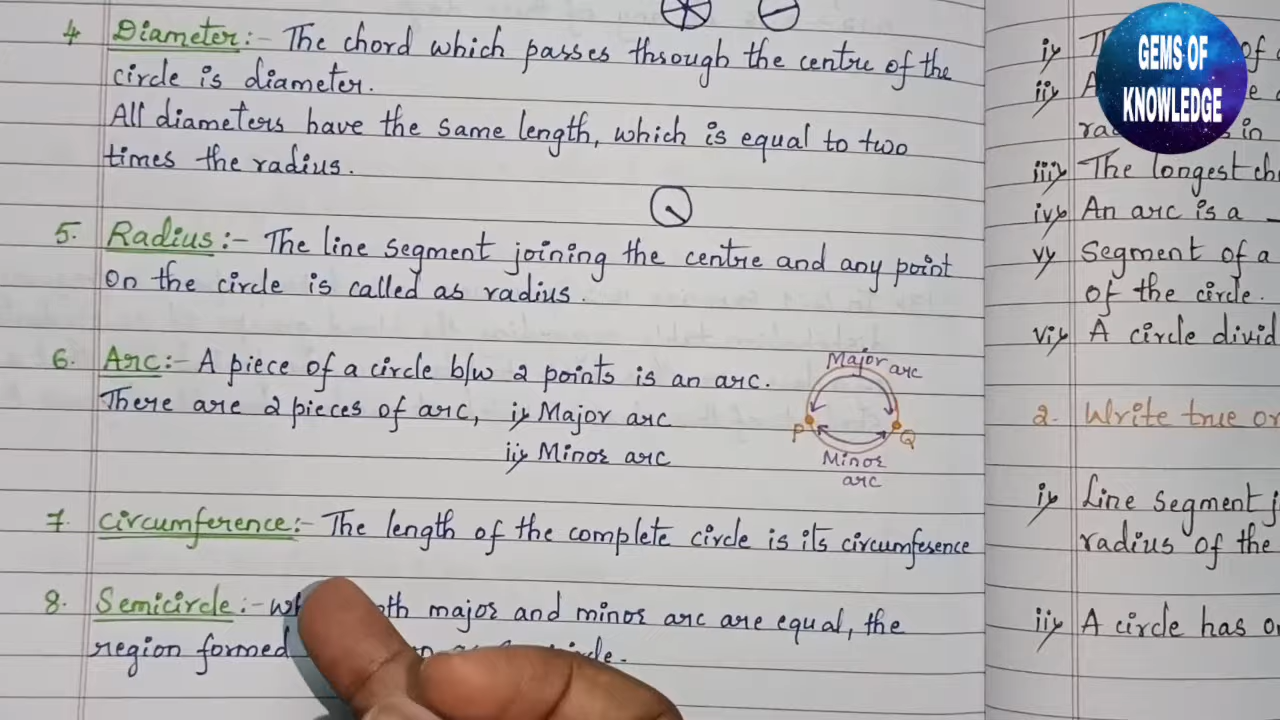 4 Diameter:- The chord which passes through the centre of the
circle is diameter.
All diameters have the same length, which is equal to two
times the radius.
5. Radius:- The line segment joining the centre and any point
on the circle is called as radius.
6. Arc:- A piece of a circle b/w 2 points is an arc.
There are 2 pieces of arc, i) Major arc
ii) Minor arc
Major arc
P Q
Minor
arc
7. Circumference:- The length of the complete circle is its circumference
8. Semicircle:- both major and minor arc are equal, the
region formed
GEMS OF
KNOWLEDGE
i) of
ii) A
in
iii) The longest
iv) An arc is a
v) Segment of a
of the circle.
vi) A circle
2. Write true or
i) Line segment
radius of the
ii) A circle has